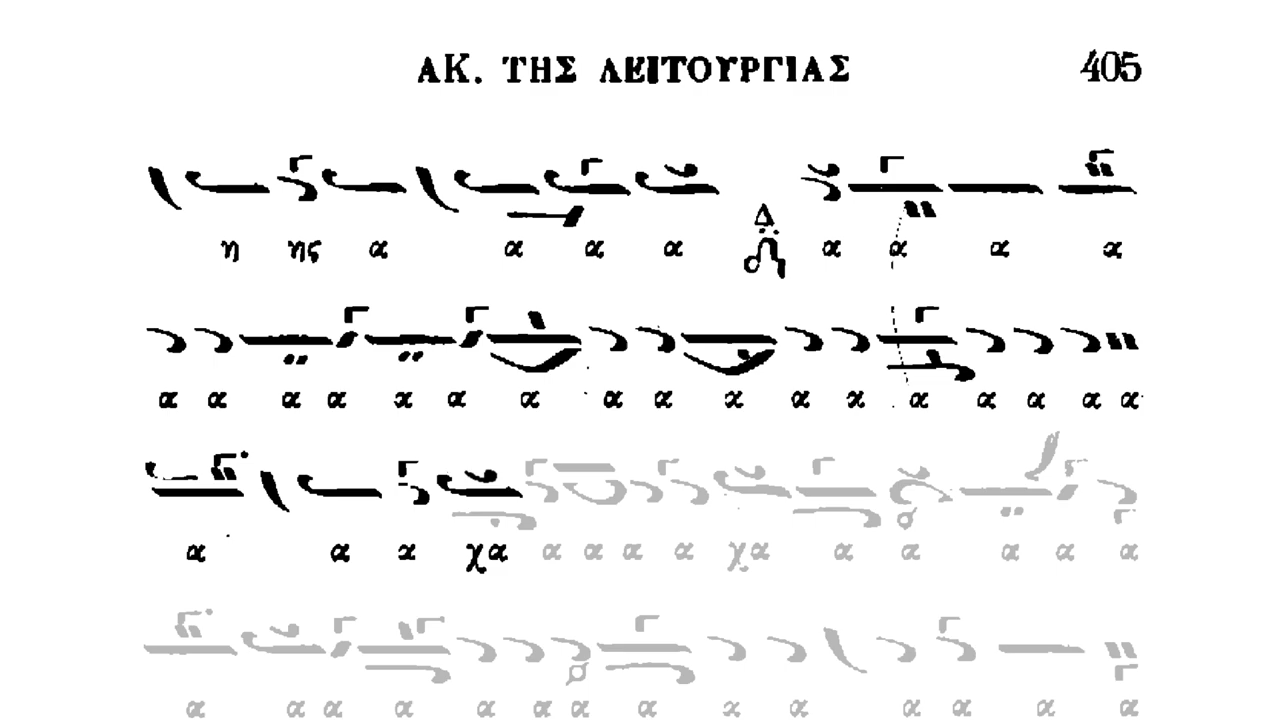 ΑΚ. ΤΗΣ ΛΕΙΤΟΥΡΓΙΑΣ 405
η ης α α α α Δ α α α α
α α α α α α α α α α α α α α α α α
α α α χα α α α α χα α α α α α
α α α α α α α α α α α α α α